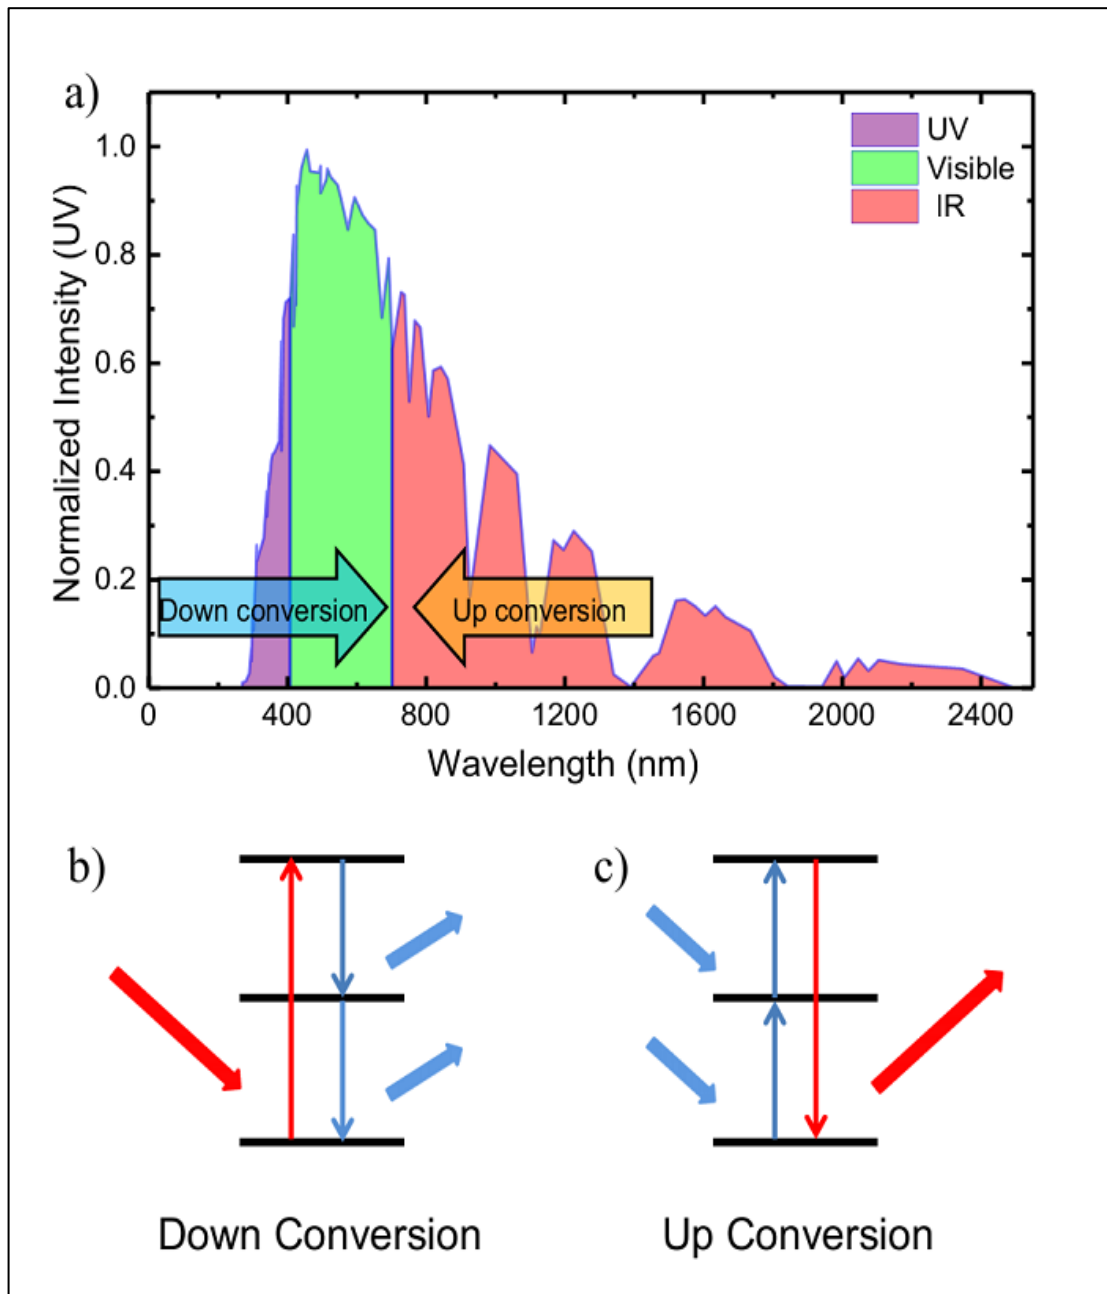 a)
UV
Visible
IR
Normalized Intensity (UV)
1.0
0.8
0.6
0.4
0.2
0.0
Down conversion
Up conversion
0 400 800 1200 1600 2000 2400
Wavelength (nm)
b)
c)
Down Conversion
Up Conversion